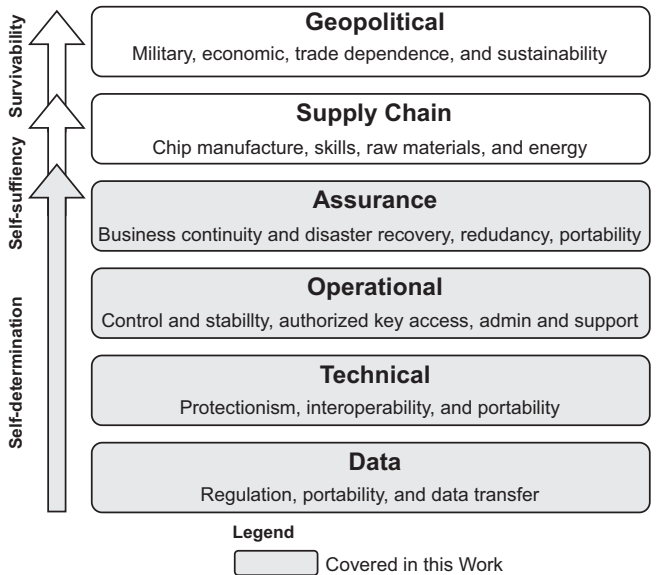 Geopolitical
Military, economic, trade dependence, and sustainability
Supply Chain
Chip manufacture, skills, raw materials, and energy
Assurance
Business continuity and disaster recovery, redudancy, portability
Operational
Control and stabillty, authorized key access, admin and support
Technical
Protectionism, interoperability, and portability
Data
Regulation, portability, and data transfer
Survivability
Self-suffiency
Self-determination
Legend
Covered in this Work